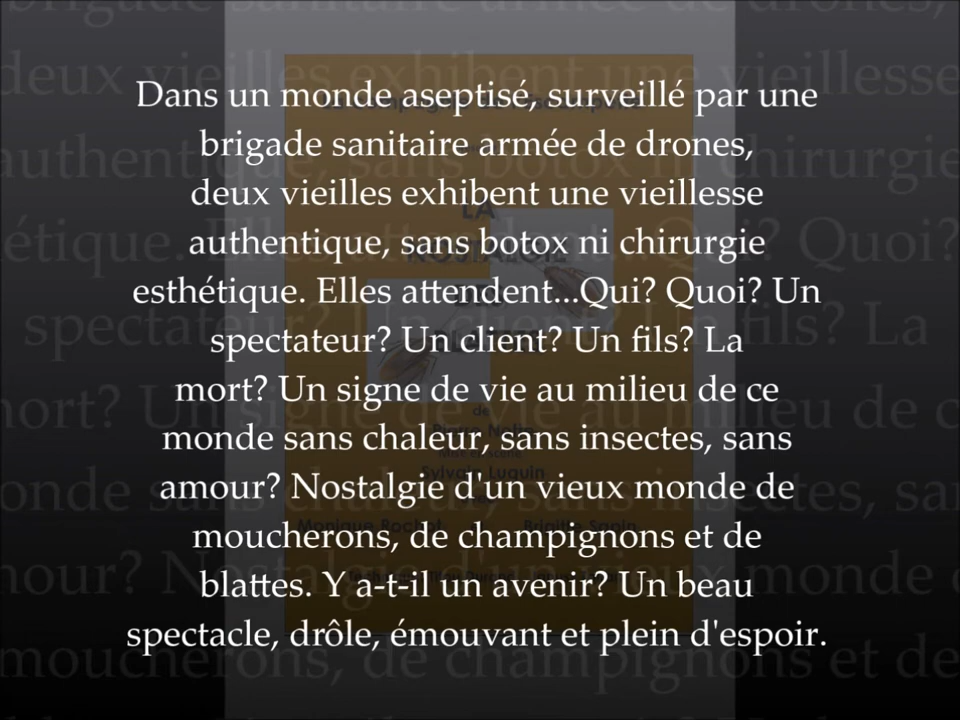 Dans un monde aseptisé, surveillé par une
brigade sanitaire armée de drones,
deux vieilles exhibent une vieillesse
authentique, sans botox ni chirurgie
esthétique. Elles attendent...Qui? Quoi? Un
spectateur? Un client? Un fils? La
mort? Un signe de vie au milieu de ce
monde sans chaleur, sans insectes, sans
amour? Nostalgie d'un vieux monde de
moucherons, de champignons et de
blattes. Y a-t-il un avenir? Un beau
spectacle, drôle, émouvant et plein d'espoir.